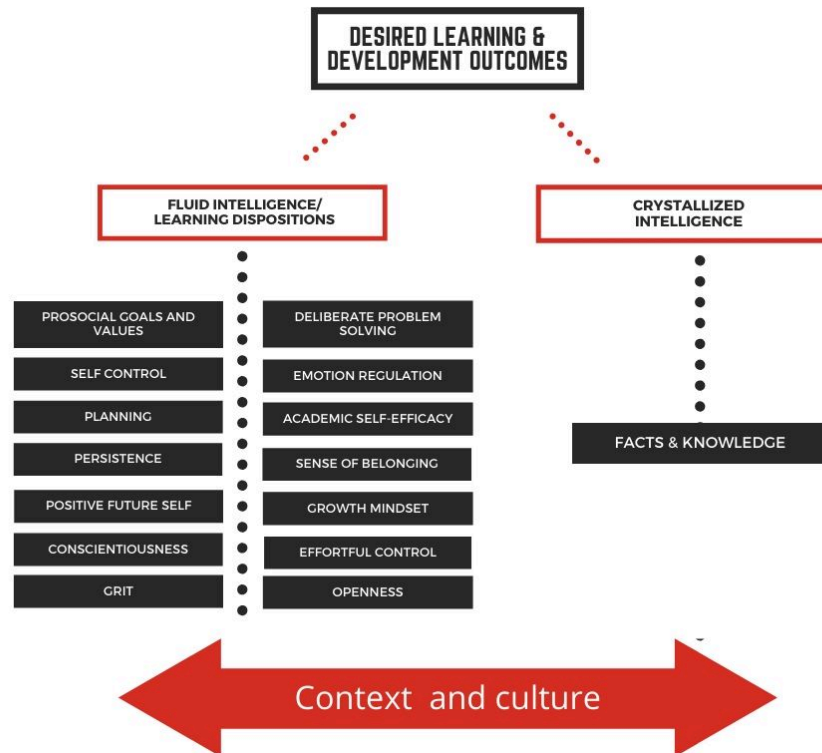 DESIRED LEARNING &
DEVELOPMENT OUTCOMES
FLUID INTELLIGENCE/
LEARNING DISPOSITIONS
CRYSTALLIZED
INTELLIGENCE
PROSOCIAL GOALS AND
VALUES
SELF CONTROL
PLANNING
PERSISTENCE
POSITIVE FUTURE SELF
CONSCIENTIOUSNESS
GRIT
DELIBERATE PROBLEM
SOLVING
EMOTION REGULATION
ACADEMIC SELF-EFFICACY
SENSE OF BELONGING
GROWTH MINDSET
EFFORTFUL CONTROL
OPENNESS
FACTS & KNOWLEDGE
Context and culture